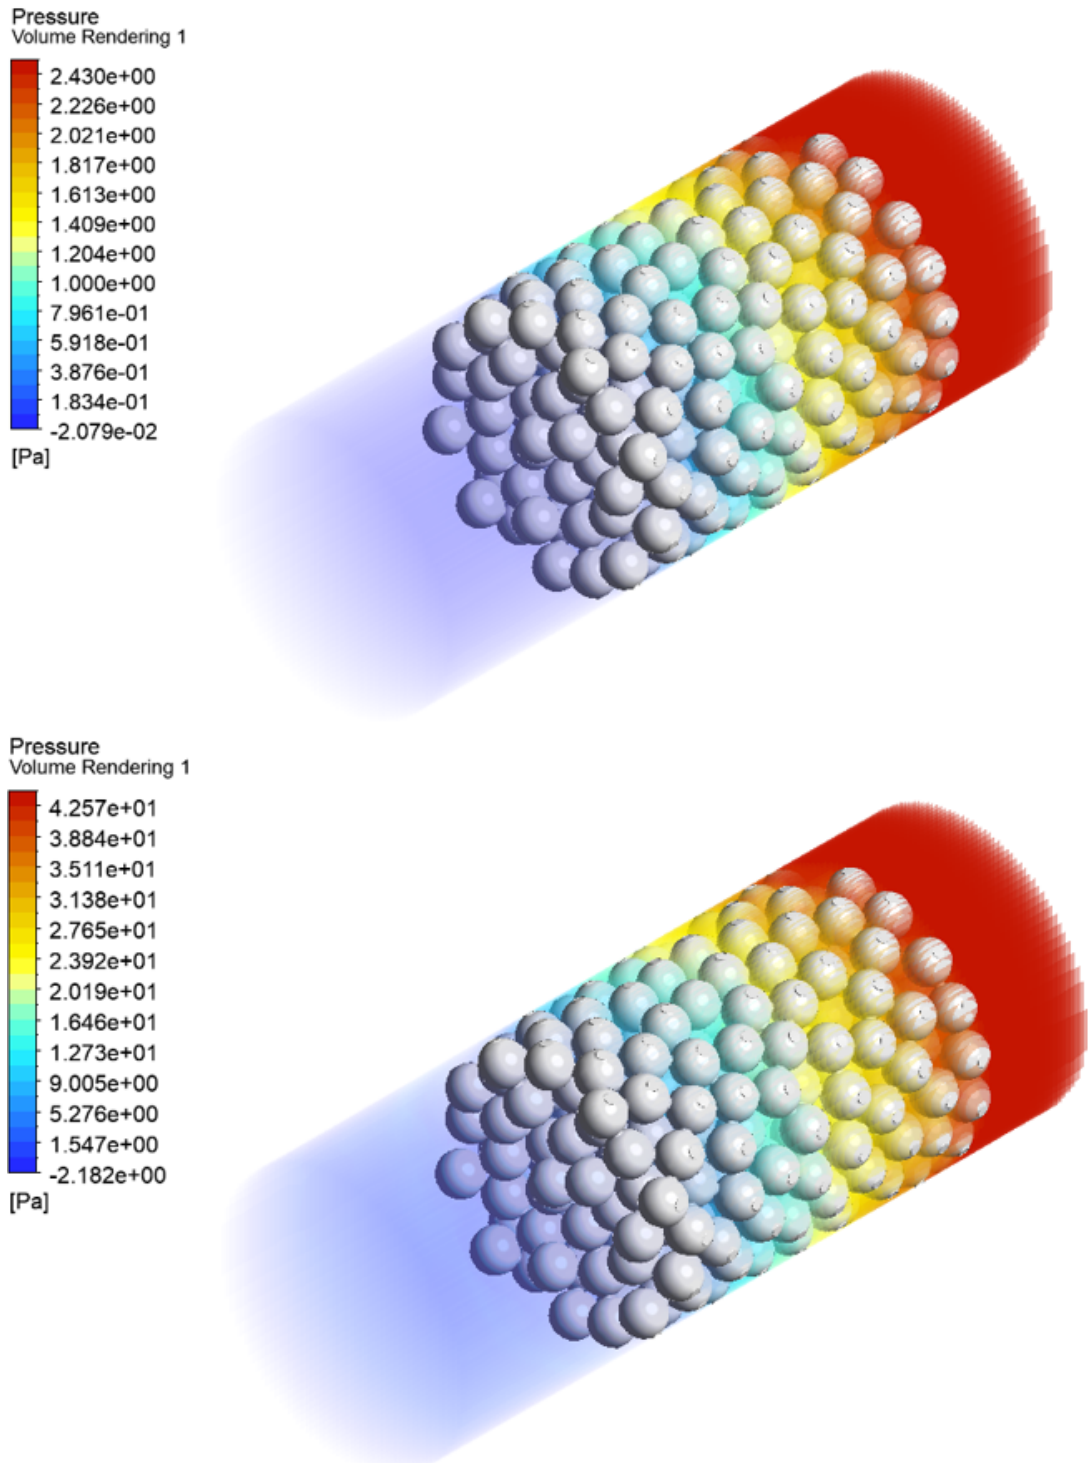 Pressure
Volume Rendering 1
2.430e+00
2.226e+00
2.021e+00
1.817e+00
1.613e+00
1.409e+00
1.204e+00
1.000e+00
7.961e-01
5.918e-01
3.876e-01
1.834e-01
-2.079e-02
[Pa]
Pressure
Volume Rendering 1
4.257e+01
3.884e+01
3.511e+01
3.138e+01
2.765e+01
2.392e+01
2.019e+01
1.646e+01
1.273e+01
9.005e+00
5.276e+00
1.547e+00
-2.182e+00
[Pa]